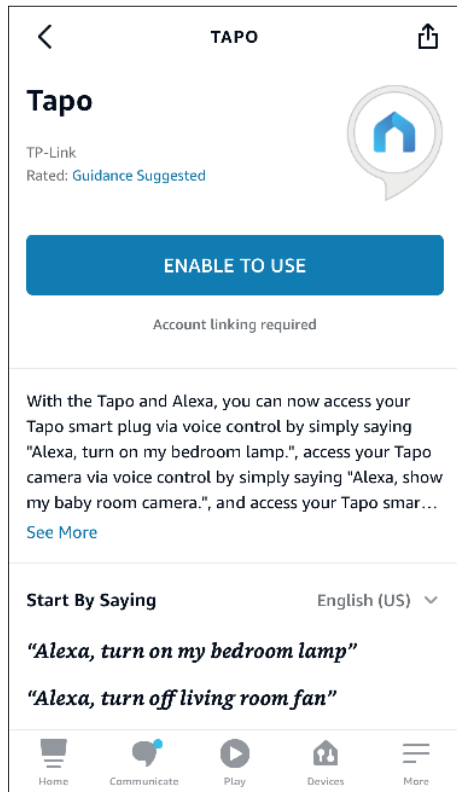 TAPO
Tapo
TP-Link
Rated: Guidance Suggested
ENABLE TO USE
Account linking required
With the Tapo and Alexa, you can now access your
Tapo smart plug via voice control by simply saying
"Alexa, turn on my bedroom lamp.", access your Tapo
camera via voice control by simply saying "Alexa, show
my baby room camera.", and access your Tapo smar...
See More
Start By Saying English (US)
“Alexa, turn on my bedroom lamp”
“Alexa, turn off living room fan”
Home Communicate Play Devices More